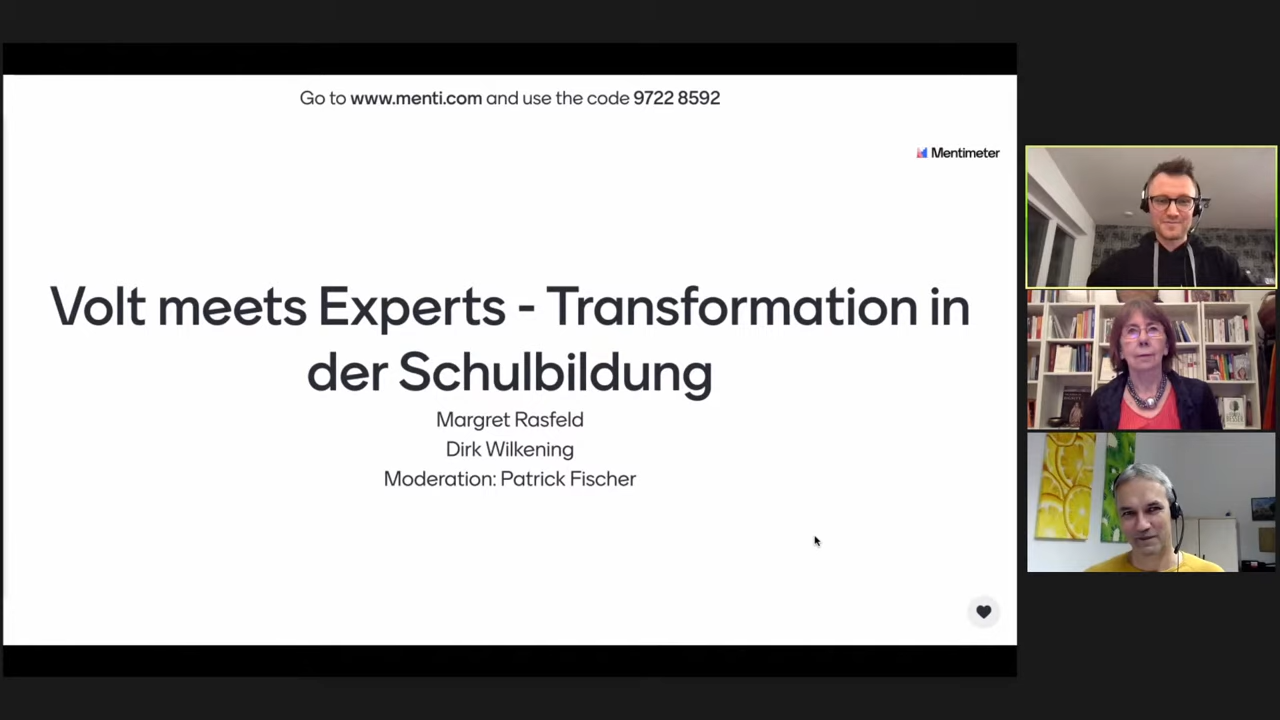 Go to www.menti.com and use the code 9722 8592
Mentimeter
Volt meets Experts - Transformation in
der Schulbildung
Margret Rasfeld
Dirk Wilkening
Moderation: Patrick Fischer